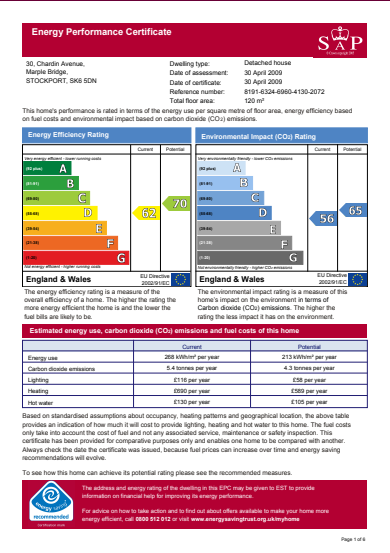 Energy Performance Certificate
SAP
30, Chardin Avenue,
Marple Bridge,
STOCKPORT, SK6 5DN
Dwelling type: Detached house
Date of assessment: 30 April 2009
Date of certificate: 30 April 2009
Reference number: 8191-6324-6960-4130-2072
Total floor area: 120 m²
This home's performance is rated in terms of the energy use per square metre of floor area, energy efficiency based
on fuel costs and environmental impact based on carbon dioxide (CO₂) emissions.
Energy Efficiency Rating
Current Potential
Very energy efficient - lower running costs
(92 plus) A
(81-91) B
(69-80) C
(55-68) D
(39-54) E
(21-38) F
(1-20) G
Not energy efficient - higher running costs
62
70
England & Wales
EU Directive
2002/91/EC
Environmental Impact (CO₂) Rating
Current Potential
Very environmentally friendly - lower CO₂ emissions
(92 plus) A
(81-91) B
(69-80) C
(55-68) D
(39-54) E
(21-38) F
(1-20) G
Not environmentally friendly - higher CO₂ emissions
56
65
England & Wales
EU Directive
2002/91/EC
The energy efficiency rating is a measure of the
overall efficiency of a home. The higher the rating the
more energy efficient the home is and the lower the
fuel bills are likely to be.
The environmental impact rating is a measure of this
home's impact on the environment in terms of
Carbon dioxide (CO₂) emissions. The higher the
rating the less impact it has on the environment.
Estimated energy use, carbon dioxide (CO₂) emissions and fuel costs of this home
Current Potential
Energy use 268 kWh/m² per year 213 kWh/m² per year
Carbon dioxide emissions 5.4 tonnes per year 4.3 tonnes per year
Lighting £116 per year £58 per year
Heating £690 per year £589 per year
Hot water £130 per year £105 per year
Based on standardised assumptions about occupancy, heating patterns and geographical location, the above table
provides an indication of how much it will cost to provide lighting, heating and hot water to this home. The fuel costs
only take into account the cost of fuel and not any associated service, maintenance or safety inspection. This
certificate has been provided for comparative purposes only and enables one home to be compared with another.
Always check the date the certificate was issued, because fuel prices can increase over time and energy saving
recommendations will evolve.
To see how this home can achieve its potential rating please see the recommended measures.
energy saving
recommended
The address and energy rating of the dwelling in this EPC may be given to EST to provide
information on financial help for improving its energy performance.
For advice on how to take action and to find out about offers available to make your home more
energy efficient, call 0800 512 012 or visit www.energysavingtrust.org.uk/myhome
Page 1 of 6